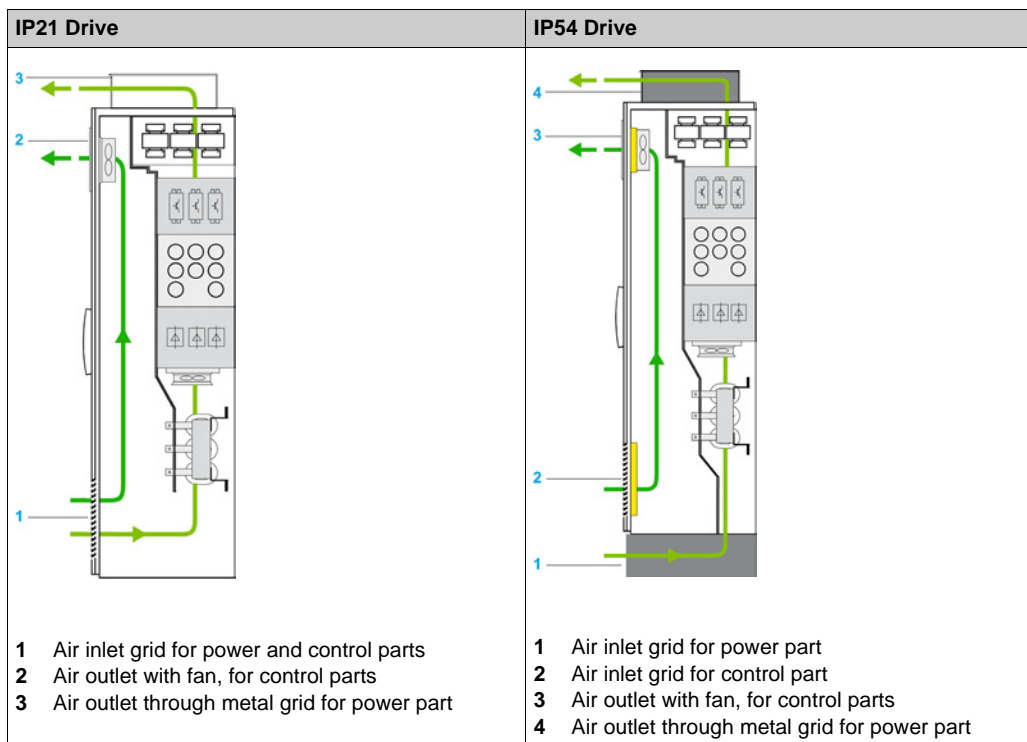 IP21 Drive
IP54 Drive
3
2
1
4
3
2
1
1 Air inlet grid for power and control parts
2 Air outlet with fan, for control parts
3 Air outlet through metal grid for power part
1 Air inlet grid for power part
2 Air inlet grid for control part
3 Air outlet with fan, for control parts
4 Air outlet through metal grid for power part